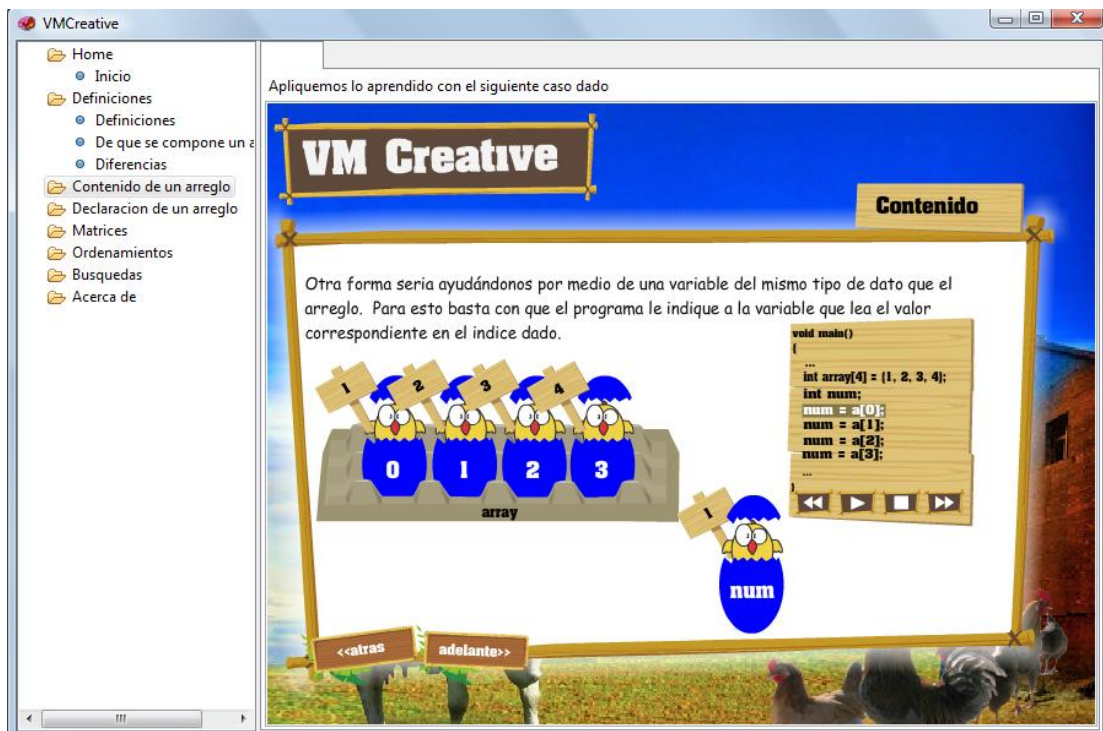 VMCreative
Home
Inicio
Definiciones
Definiciones
De que se compone un a
Diferencias
Contenido de un arreglo
Declaracion de un arreglo
Matrices
Ordenamientos
Busquedas
Acerca de
Apliquemos lo aprendido con el siguiente caso dado
VM Creative
Contenido
Otra forma seria ayudándonos por medio de una variable del mismo tipo de dato que el
arreglo. Para esto basta con que el programa le indique a la variable que lea el valor
correspondiente en el indice dado.
1 2 3 4
0 1 2 3
array
1
num
void main()
{
...
int array[4] = {1, 2, 3, 4};
int num;
num = a[0];
num = a[1];
num = a[2];
num = a[3];
...
}
<<atras
adelante>>